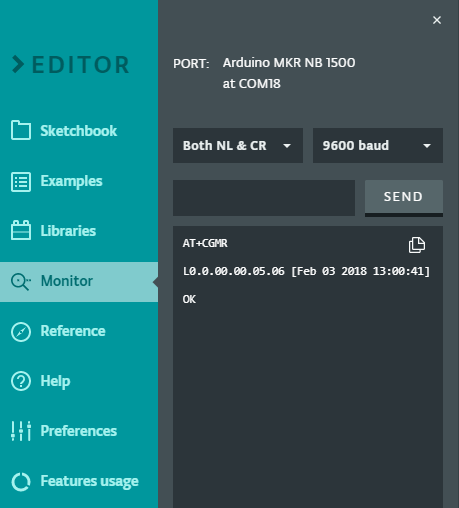 EDITOR
Sketchbook
Examples
Libraries
Monitor
Reference
Help
Preferences
Features usage
PORT: Arduino MKR NB 1500
at COM18
Both NL & CR
9600 baud
SEND
AT+CGMR
L0.0.00.00.05.06 [Feb 03 2018 13:00:41]
OK